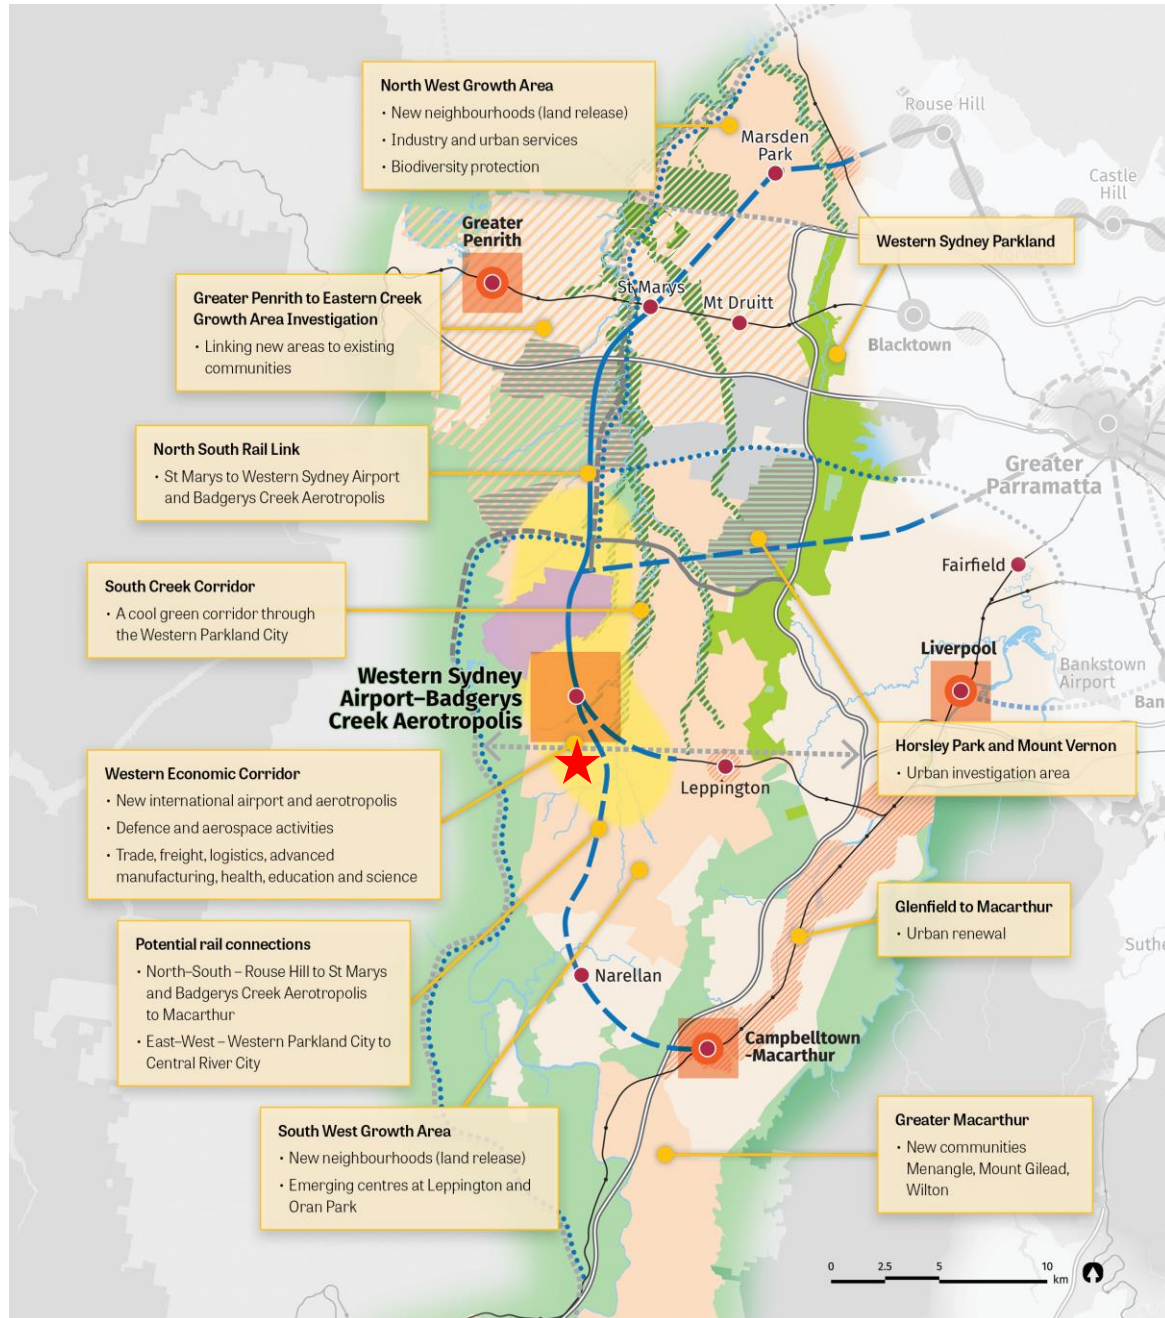 North West Growth Area
• New neighbourhoods (land release)
• Industry and urban services
• Biodiversity protection
Rouse Hill
Marsden
Park
Castle
Hill
Greater
Penrith
Western Sydney Parkland
Greater Penrith to Eastern Creek
Growth Area Investigation
• Linking new areas to existing
communities
St Marys
Mt Druitt
Blacktown
North South Rail Link
• St Marys to Western Sydney Airport
and Badgerys Creek Aerotropolis
Greater
Parramatta
South Creek Corridor
• A cool green corridor through
the Western Parkland City
Fairfield
Liverpool
Bankstown
Airport
Ban
Western Sydney
Airport–Badgerys
Creek Aerotropolis
Horsley Park and Mount Vernon
• Urban investigation area
Western Economic Corridor
• New international airport and aerotropolis
• Defence and aerospace activities
• Trade, freight, logistics, advanced
manufacturing, health, education and science
Leppington
Glenfield to Macarthur
• Urban renewal
Potential rail connections
• North–South – Rouse Hill to St Marys
and Badgerys Creek Aerotropolis
to Macarthur
• East–West – Western Parkland City to
Central River City
Suthe
Narellan
Campbelltown
-Macarthur
South West Growth Area
• New neighbourhoods (land release)
• Emerging centres at Leppington and
Oran Park
Greater Macarthur
• New communities
Menangle, Mount Gilead,
Wilton
0 2.5 5 10
km